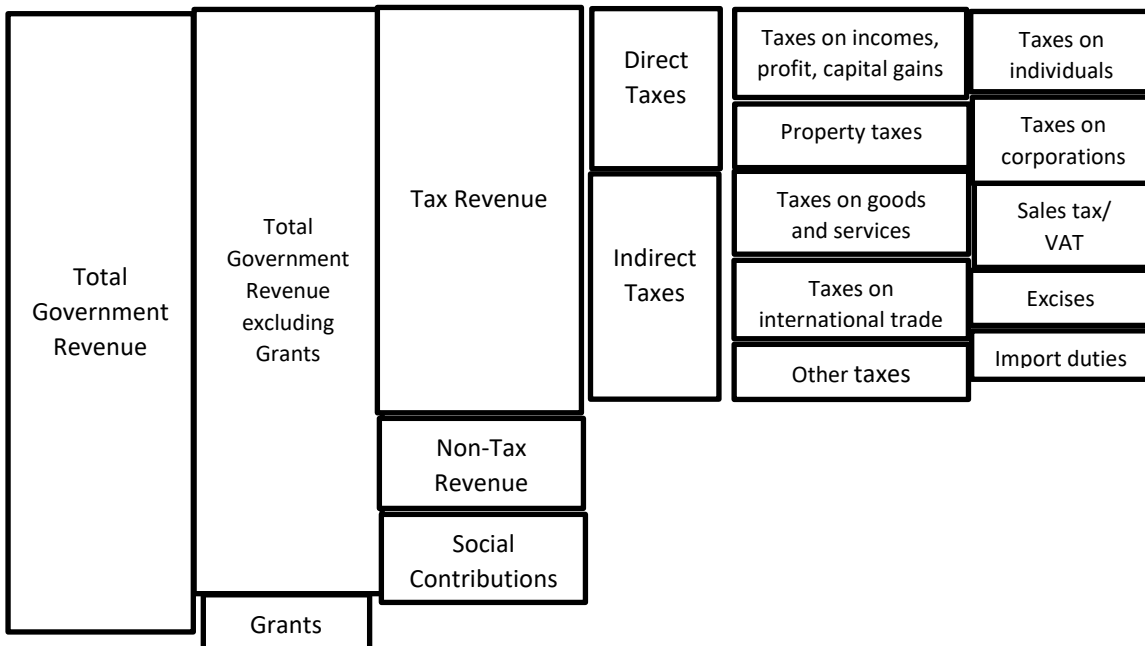 Total
Government
Revenue
Total
Government
Revenue
excluding
Grants
Grants
Tax Revenue
Non-Tax
Revenue
Social
Contributions
Direct
Taxes
Indirect
Taxes
Taxes on incomes,
profit, capital gains
Property taxes
Taxes on goods
and services
Taxes on
international trade
Other taxes
Taxes on
individuals
Taxes on
corporations
Sales tax/
VAT
Excises
Import duties